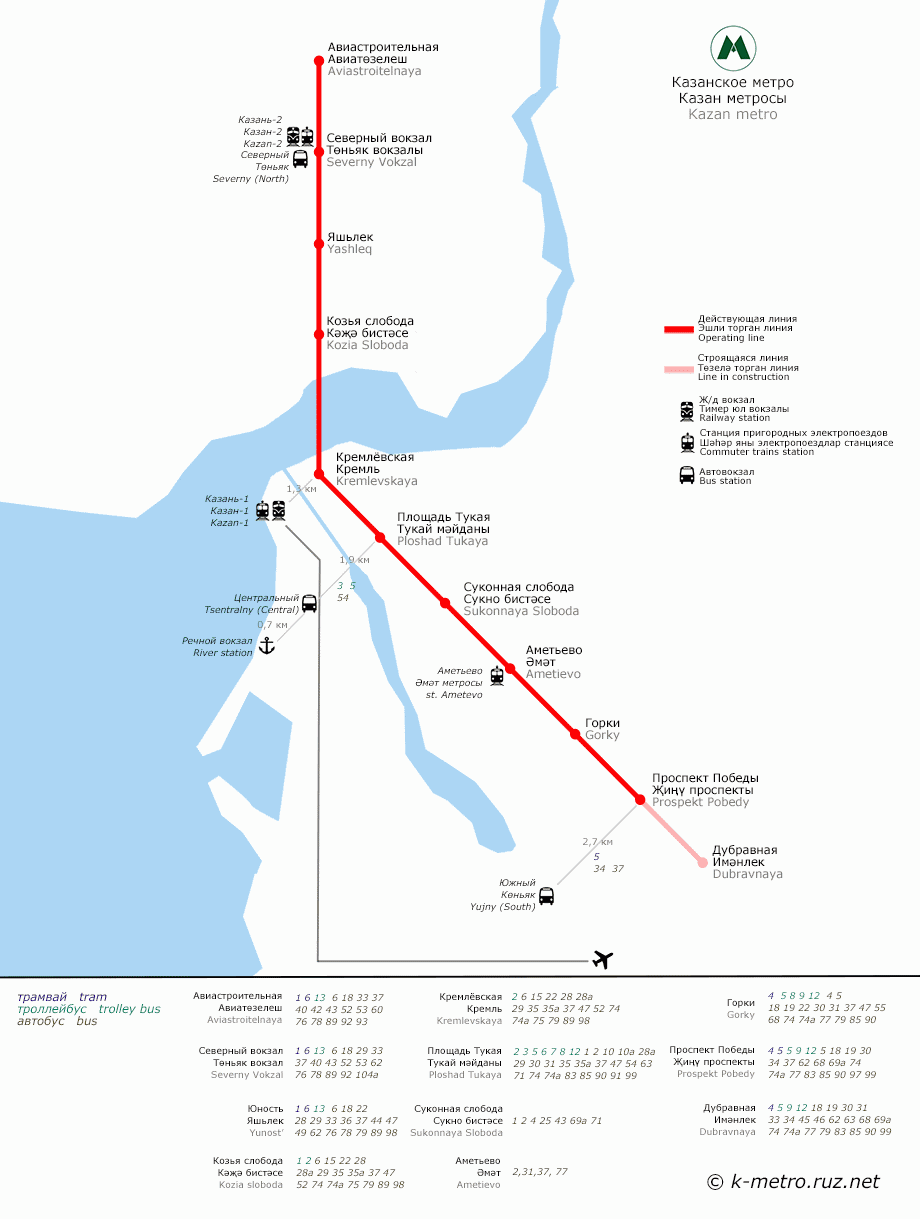 Авиастроительная
Авиатөзелеш
Aviastroitelnaya
Казанское метро
Казан метросы
Kazan metro
Казань-2
Казан-2
Kazan-2
Северный
Төньяк
Severny (North)
Северный вокзал
Төньяк вокзалы
Severny Vokzal
Яшьлек
Yashleq
Козья слобода
Кәҗә бистәсе
Kozia Sloboda
Действующая линия
Эшли торган линия
Operating line
Строящаяся линия
Төзелә торган линия
Line in construction
Ж/д вокзал
Тимер юл вокзалы
Railway station
Станция пригородных электропоездов
Шәһәр яны электропоездлар станциясе
Commuter trains station
Автовокзал
Bus station
Кремлёвская
Кремль
Kremlevskaya
1,3 км
Казань-1
Казан-1
Kazan-1
Площадь Тукая
Тукай мәйданы
Ploshad Tukaya
1,9 км
3 5
54
Центральный
Tsentralny (Central)
0,7 км
Речной вокзал
River station
Суконная слобода
Сукно бистәсе
Sukonnaya Sloboda
Аметьево
Әмәт
Ametievo
Аметьево
Әмәт метросы
st. Ametevo
Горки
Gorky
Проспект Победы
Җиңү проспекты
Prospekt Pobedy
2,7 км
5
34 37
Дубравная
Имәнлек
Dubravnaya
Южный
Көньяк
Yujny (South)
трамвай tram
троллейбус trolley bus
автобус bus
Авиастроительная
Авиатөзелеш
Aviastroitelnaya
1 6 13 6 18 33 37
40 42 43 52 53 60
76 78 89 92 93
Северный вокзал
Төньяк вокзал
Severny Vokzal
1 6 13 6 18 29 33
37 40 43 52 53 62
76 78 89 92 104а
Юность
Яшьлек
Yunost'
1 6 13 6 18 22
28 29 33 36 37 44 47
49 62 76 78 79 89 98
Козья слобода
Кәҗә бистәсе
Kozia sloboda
1 2 6 15 22 28
28а 29 35 35а 37 47
52 74 74а 75 79 89 98
Кремлёвская
Кремль
Kremlevskaya
2 6 15 22 28 28а
29 35 35а 37 47 52 74
74а 75 79 89 98
Площадь Тукая
Тукай мәйданы
Ploshad Tukaya
2 3 5 6 7 8 12 1 2 10 10а 28а
29 30 31 35 35а 37 47 54 63
71 74 74а 83 85 90 91 99
Суконная слобода
Сукно бистәсе
Sukonnaya Sloboda
1 2 4 25 43 69а 71
Аметьево
Әмәт
Ametievo
2,31,37, 77
Горки
Gorky
4 5 8 9 12 4 5
18 19 22 30 31 37 47 55
68 74 74а 77 79 85 90
Проспект Победы
Җиңү проспекты
Prospekt Pobedy
4 5 5 9 12 5 18 19 30
34 37 62 68 69а 74
74а 77 83 85 90 97 99
Дубравная
Имәнлек
Dubravnaya
4 5 9 12 18 19 30 31
33 34 45 46 62 63 68 69а
74 74а 77 79 83 85 90 99
© k-metro.ruz.net